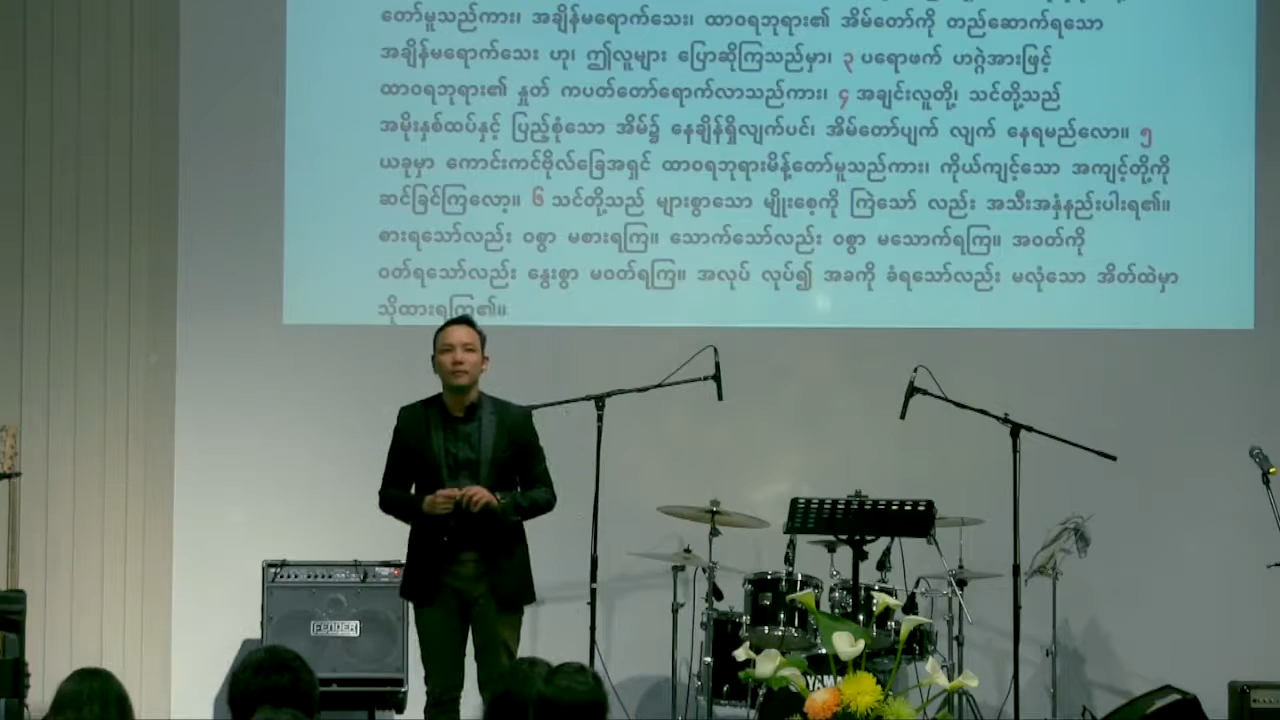 တော်မူသည်ကား၊ အချိန်မရောက်သေး၊ ထာဝရဘုရား၏ အိမ်တော်ကို တည်ဆောက်ရသော
အချိန်မရောက်သေး ဟု၊ ဤလူများ ပြောဆိုကြသည်မှာ၊ ၃ ပရောဖက် ဟဂ္ဂဲအားဖြင့်
ထာဝရဘုရား၏ နှုတ် ကပတ်တော်ရောက်လာသည်ကား၊ ၄ အချင်းလူတို့၊ သင်တို့သည်
အမိုးနှစ်ထပ်နှင့် ပြည့်စုံသော အိမ်၌ နေချိန်ရှိလျက်ပင်၊ အိမ်တော်ပျက် လျက် နေရမည်လော။ ၅
ယခုမှာ ကောင်းကင်ဗိုလ်ခြေအရှင် ထာဝရဘုရားမိန့်တော်မူသည်ကား၊ ကိုယ်ကျင့်သော အကျင့်တို့ကို
ဆင်ခြင်ကြလော့။ ၆ သင်တို့သည် များစွာသော မျိုးစေ့ကို ကြဲသော် လည်း အသီးအနှံနည်းပါးရ၏။
စားရသော်လည်း ဝစွာ မစားရကြ။ သောက်သော်လည်း ဝစွာ မသောက်ရကြ။ အဝတ်ကို
ဝတ်ရသော်လည်း နွေးစွာ မဝတ်ရကြ။ အလုပ် လုပ်၍ အခကို ခံရသော်လည်း မလုံသော အိတ်ထဲမှာ
သိုထားရကြ၏။
FENDER